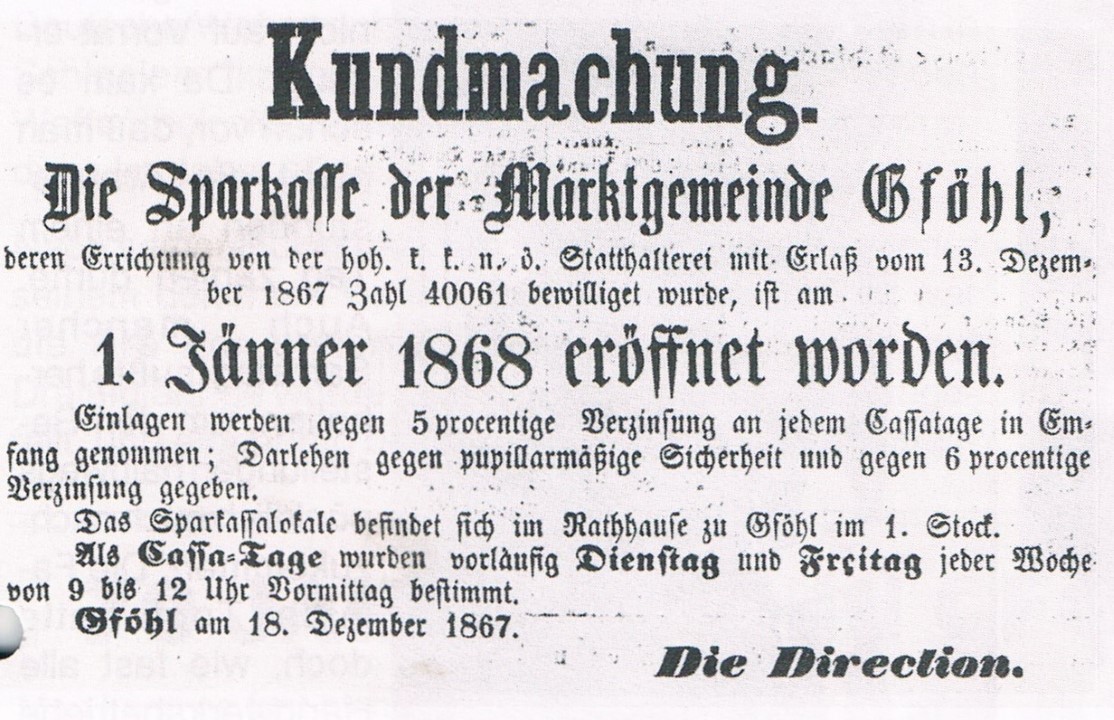 Kundmachung.
Die Sparkasse der Marktgemeinde Gföhl,
deren Errichtung von der hoh. k. k. n. ö. Statthalterei mit Erlaß vom 13. Dezem-
ber 1867 Zahl 40061 bewilliget wurde, ist am
1. Jänner 1868 eröffnet worden.
Einlagen werden gegen 5 procentige Verzinsung an jedem Cassatage in Em-
fang genommen; Darlehen gegen pupillarmäßige Sicherheit und gegen 6 procentige
Verzinsung gegeben.
Das Sparkassalokale befindet sich im Rathhause zu Gföhl im 1. Stock.
Als Cassa-Tage wurden vorläufig Dienstag und Freitag jeder Woche
von 9 bis 12 Uhr Vormittag bestimmt.
Gföhl am 18. Dezember 1867.
Die Direction.